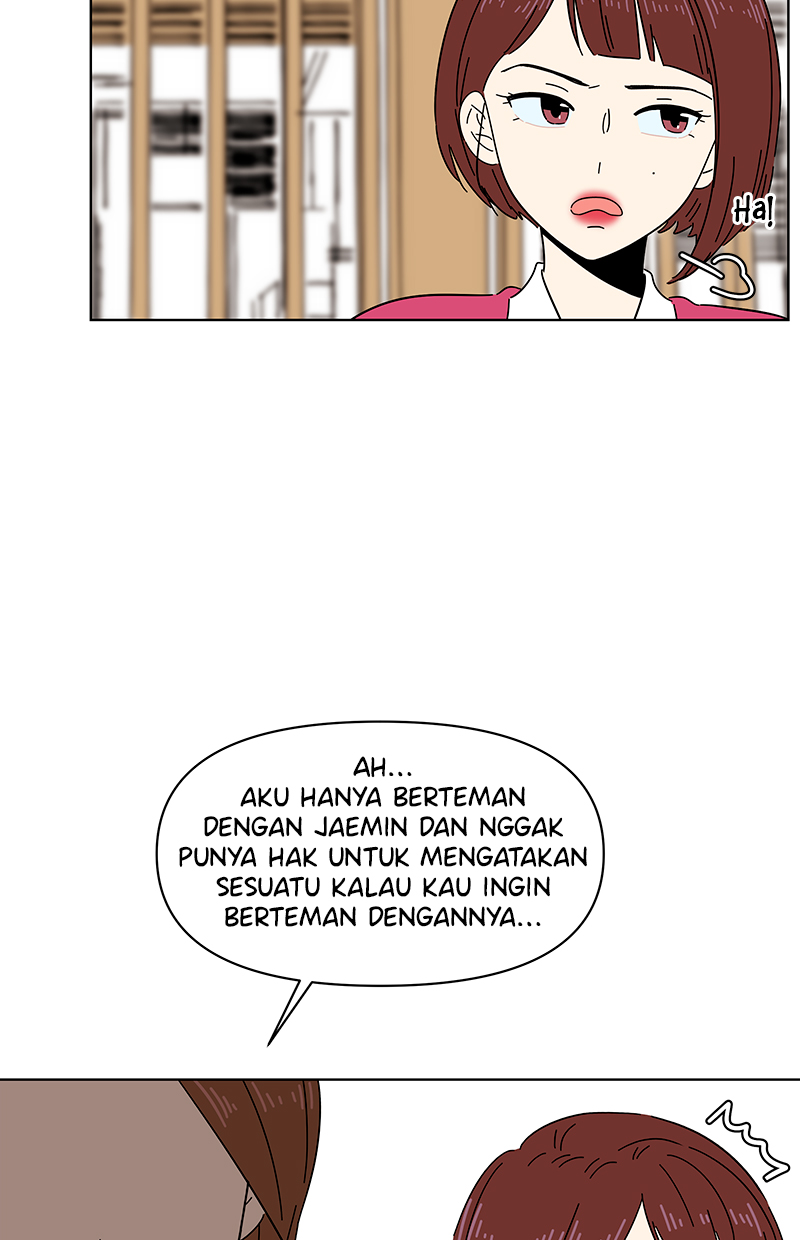 Ha!
AH...
AKU HANYA BERTEMAN
DENGAN JAEMIN DAN NGGAK
PUNYA HAK UNTUK MENGATAKAN
SESUATU KALAU KAU INGIN
BERTEMAN DENGANNYA...